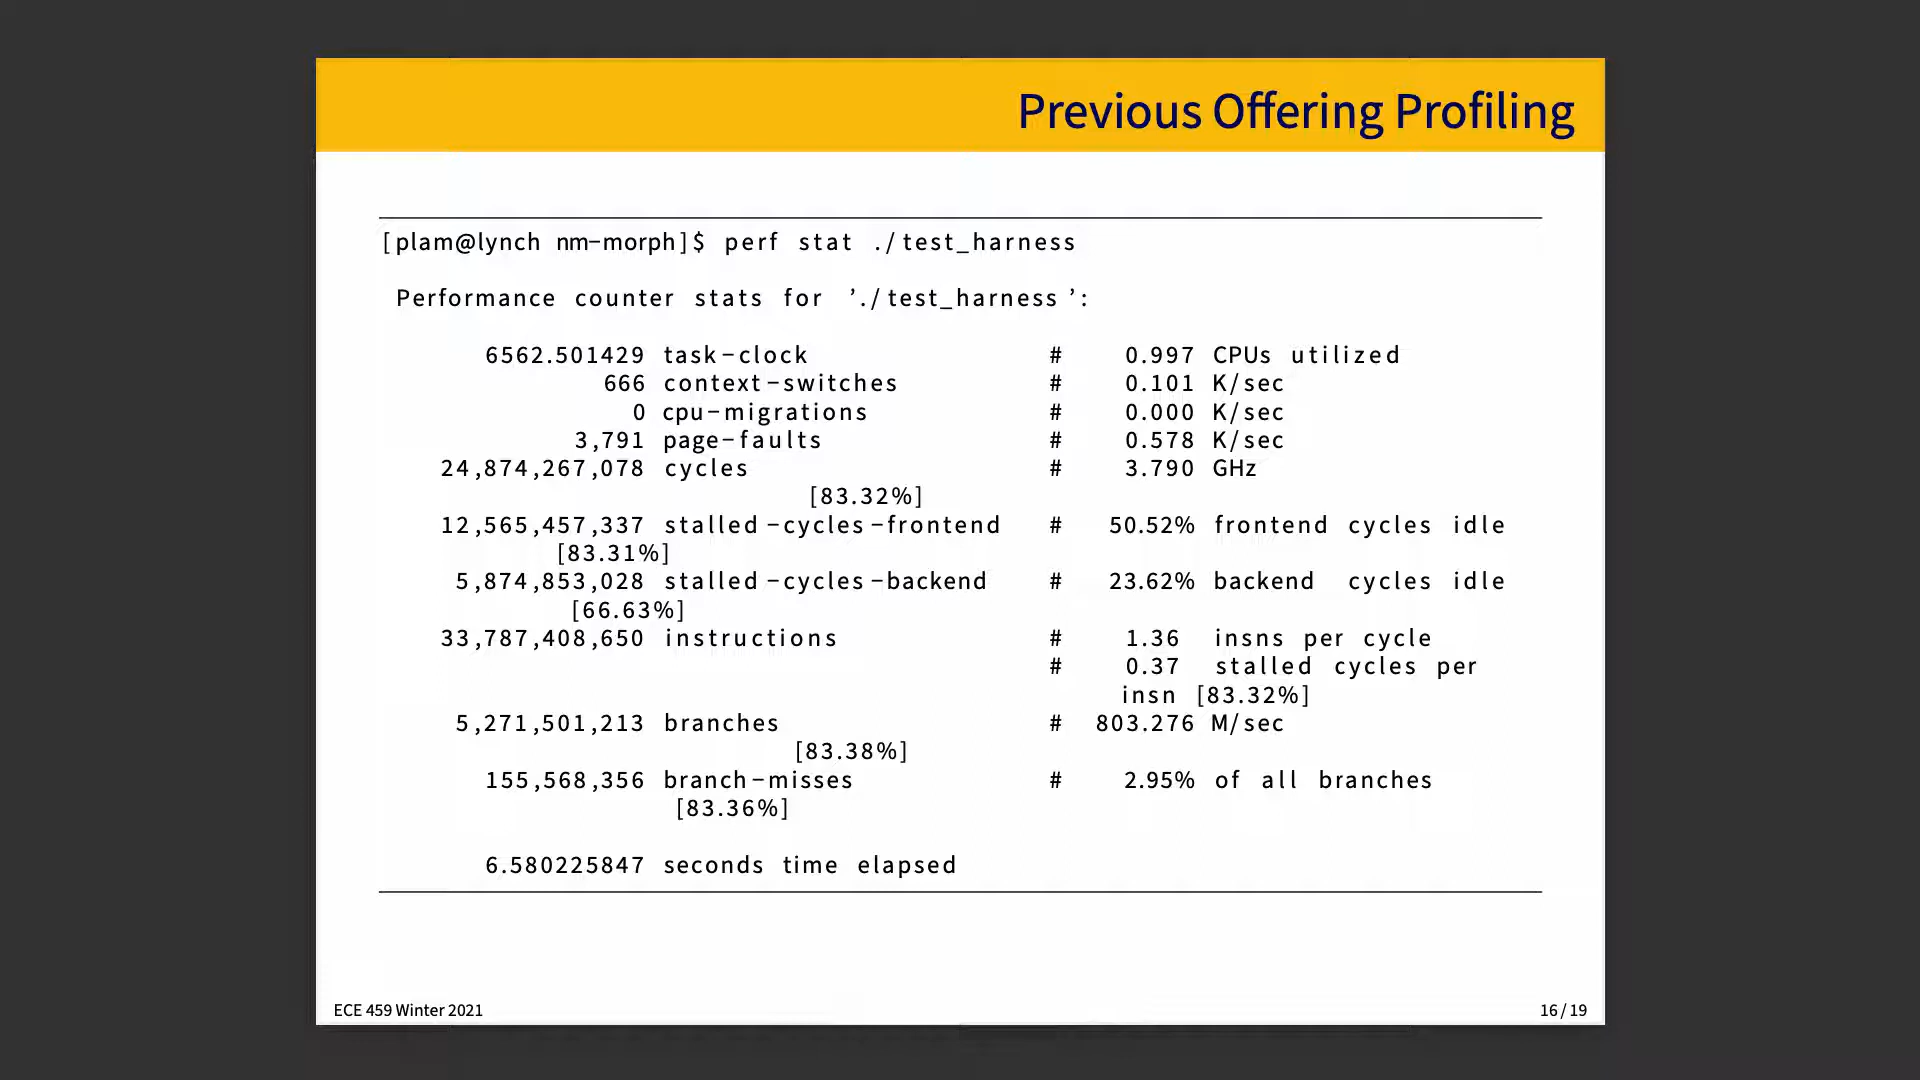 Previous Offering Profiling
[plam@lynch nm-morph]$ perf stat ./test_harness
Performance counter stats for './test_harness':
6562.501429 task-clock # 0.997 CPUs utilized
666 context-switches # 0.101 K/sec
0 cpu-migrations # 0.000 K/sec
3,791 page-faults # 0.578 K/sec
24,874,267,078 cycles # 3.790 GHz
[83.32%]
12,565,457,337 stalled-cycles-frontend # 50.52% frontend cycles idle
[83.31%]
5,874,853,028 stalled-cycles-backend # 23.62% backend cycles idle
[66.63%]
33,787,408,650 instructions # 1.36 insns per cycle
# 0.37 stalled cycles per
insn [83.32%]
5,271,501,213 branches # 803.276 M/sec
[83.38%]
155,568,356 branch-misses # 2.95% of all branches
[83.36%]
6.580225847 seconds time elapsed
ECE 459 Winter 2021
16 / 19